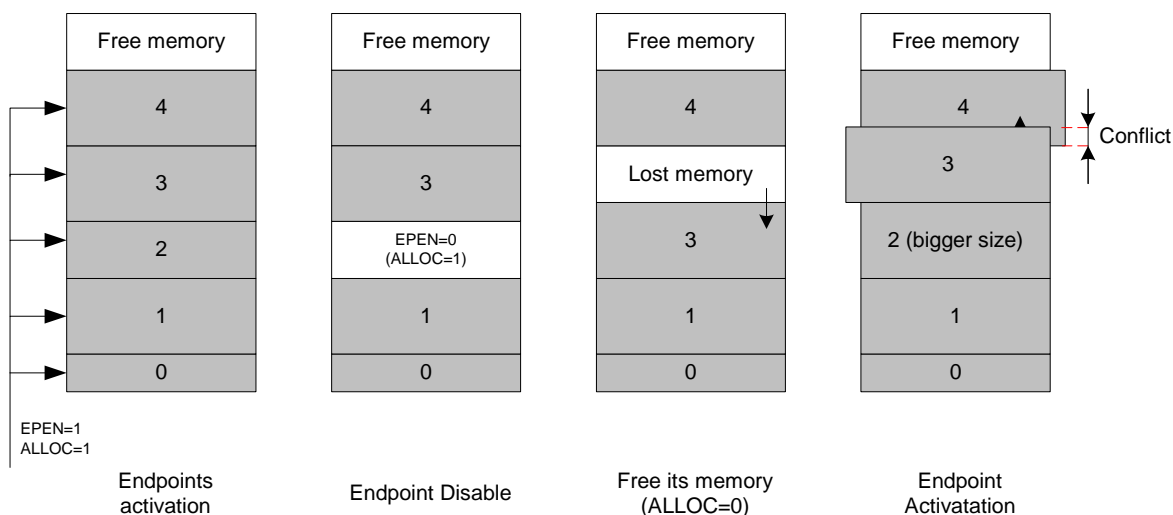 Free memory
Free memory
Free memory
Free memory
4
4
4
4
Conflict
3
3
Lost memory
3
2
EPEN=0
(ALLOC=1)
3
2 (bigger size)
1
1
1
1
0
0
0
0
EPEN=1
ALLOC=1
Endpoints
activation
Endpoint Disable
Free its memory
(ALLOC=0)
Endpoint
Activatation